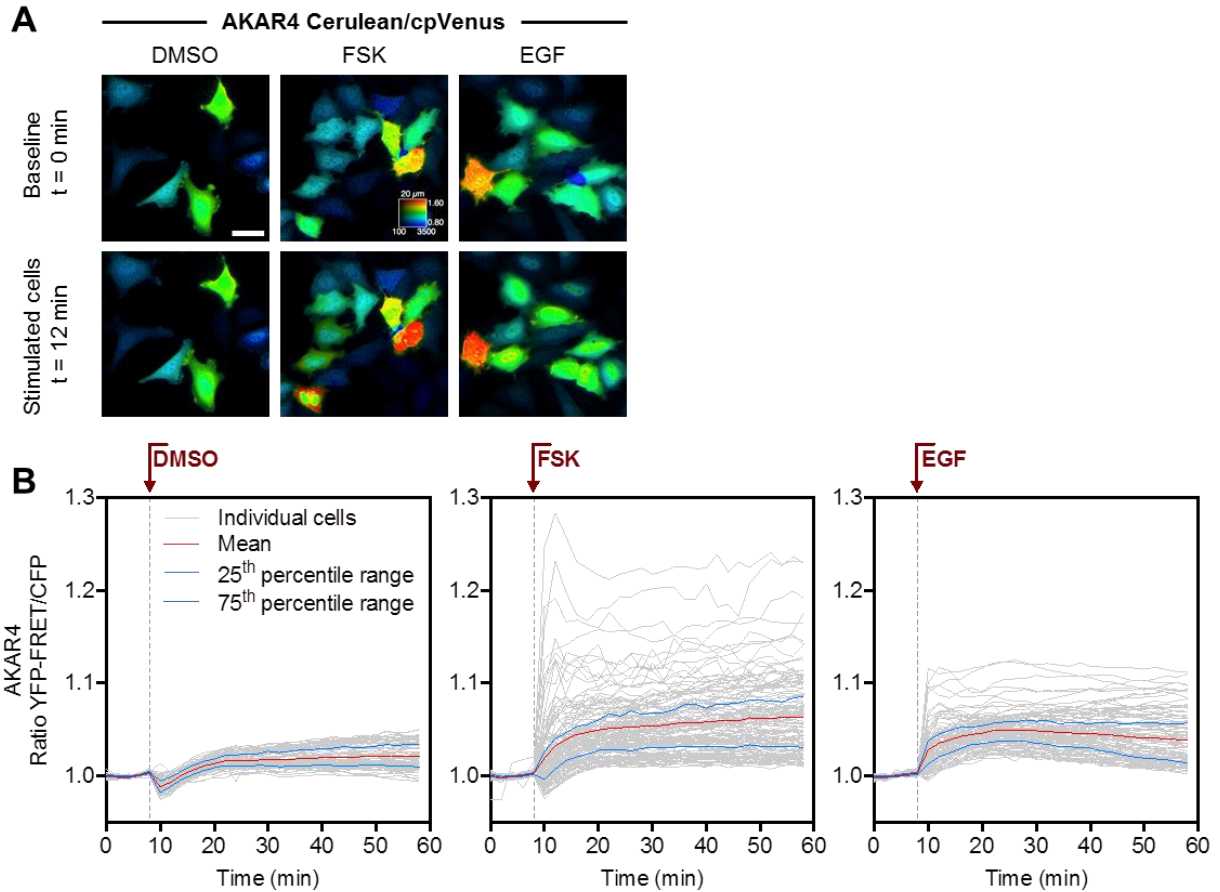 A
AKAR4 Cerulean/cpVenus
DMSO FSK EGF
Baseline
t = 0 min
20 µm
1.60
0.80
100 3500
Stimulated cells
t = 12 min
B
DMSO FSK EGF
AKAR4
Ratio YFP-FRET/CFP
1.3
1.2
1.1
1.0
Individual cells
Mean
25th percentile range
75th percentile range
0 10 20 30 40 50 60
Time (min)
1.3
1.2
1.1
1.0
0 10 20 30 40 50 60
Time (min)
1.3
1.2
1.1
1.0
0 10 20 30 40 50 60
Time (min)